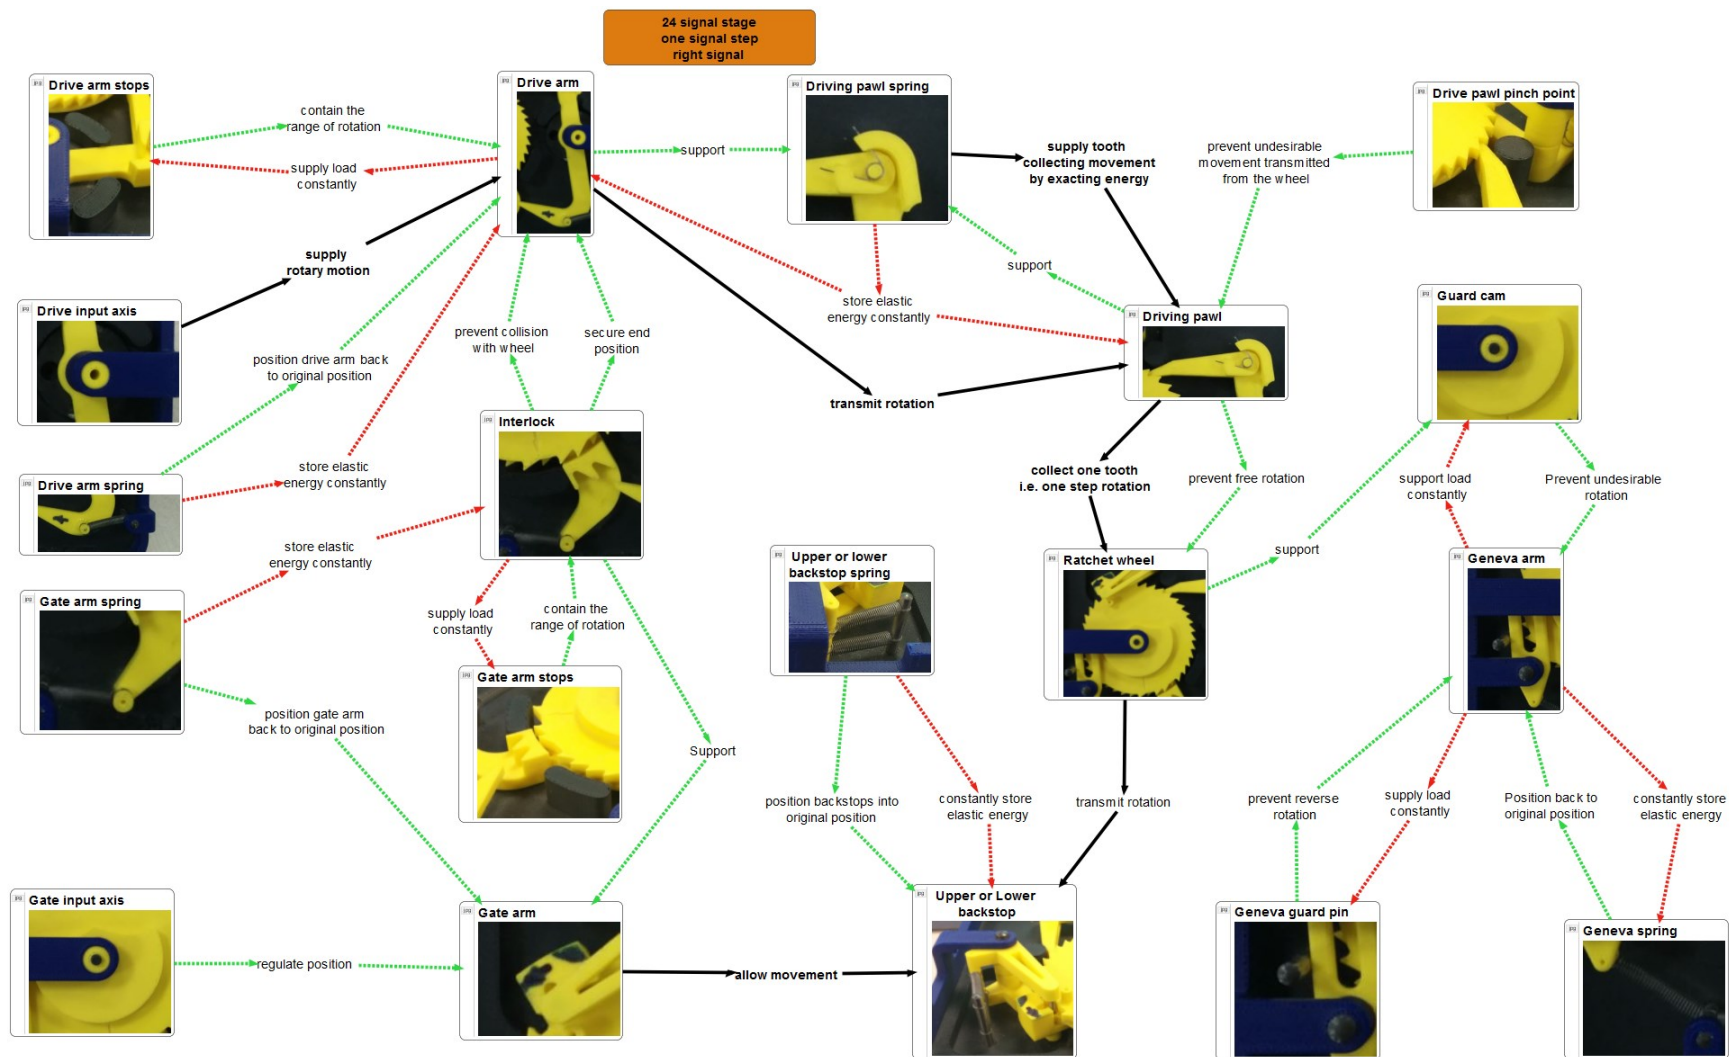 24 signal stage
one signal step
right signal
Drive arm stops
contain the
range of rotation
supply load
constantly
Drive arm
Driving pawl spring
support
supply tooth
collecting movement
by exacting energy
prevent undesirable
movement transmitted
from the wheel
Drive pawl pinch point
supply
rotary motion
support
store elastic
energy constantly
Driving pawl
Guard cam
Drive input axis
position drive arm back
to original position
prevent collision
with wheel
secure end
position
transmit rotation
Interlock
Drive arm spring
store elastic
energy constantly
collect one tooth
i.e. one step rotation
prevent free rotation
support load
constantly
Prevent undesirable
rotation
store elastic
energy constantly
Upper or lower
backstop spring
Ratchet wheel
support
Geneva arm
Gate arm spring
supply load
constantly
contain the
range of rotation
Gate arm stops
position gate arm
back to original position
Support
position backstops into
original position
constantly store
elastic energy
transmit rotation
prevent reverse
rotation
supply load
constantly
Position back to
original position
constantly store
elastic energy
Gate input axis
Gate arm
regulate position
allow movement
Upper or Lower
backstop
Geneva guard pin
Geneva spring